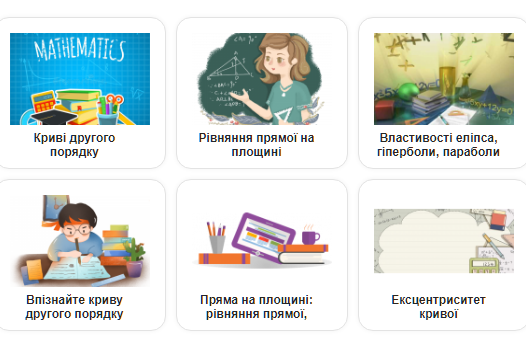 MATHEMATICS
Криві другого
порядку
Рівняння прямої на
площині
Властивості еліпса,
гіперболи, параболи
Впізнайте криву
другого порядку
Пряма на площині:
рівняння прямої,
Ексцентриситет
кривої